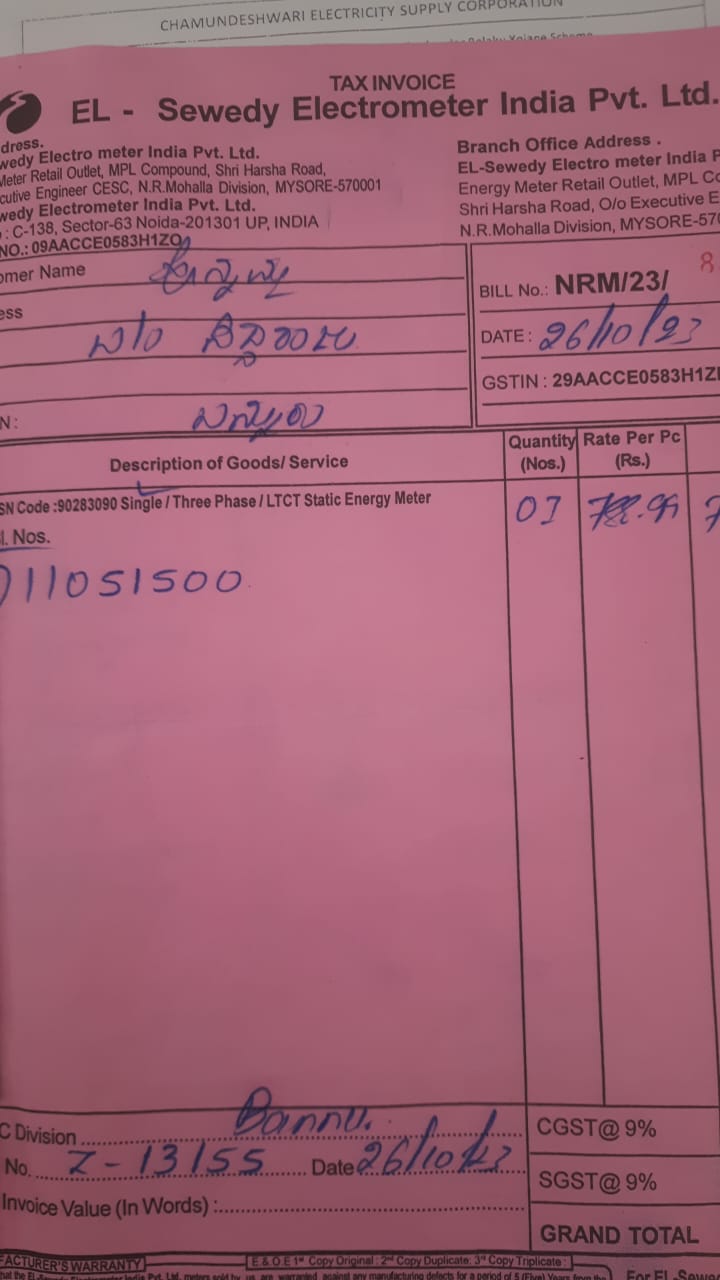 CHAMUNDESHWARI ELECTRICITY SUPPLY CORPORATION
TAX INVOICE
EL - Sewedy Electrometer India Pvt. Ltd.
dress.
wedy Electro meter India Pvt. Ltd.
Meter Retail Outlet, MPL Compound, Shri Harsha Road,
cutive Engineer CESC, N.R.Mohalla Division, MYSORE-570001
wedy Electrometer India Pvt. Ltd.
: C-138, Sector-63 Noida-201301 UP, INDIA
NO.: 09AACCE0583H1ZO
Branch Office Address .
EL-Sewedy Electro meter India P
Energy Meter Retail Outlet, MPL Co
Shri Harsha Road, O/o Executive E
N.R.Mohalla Division, MYSORE-570
omer Name
ess
N:
BILL No.: NRM/23/ 8
DATE : 26/10/23
GSTIN : 29AACCE0583H1Z
Description of Goods/ Service
Quantity (Nos.)
Rate Per Pc (Rs.)
SN Code :90283090 Single / Three Phase / LTCT Static Energy Meter
01
l. Nos.
11051500
C Division Bannu.
No. Z-13155 Date 26/10/23
Invoice Value (In Words) :
CGST@ 9%
SGST@ 9%
GRAND TOTAL
FACTURER'S WARRANTY
E & O E 1st Copy Original : 2nd Copy Duplicate: 3rd Copy Triplicate :